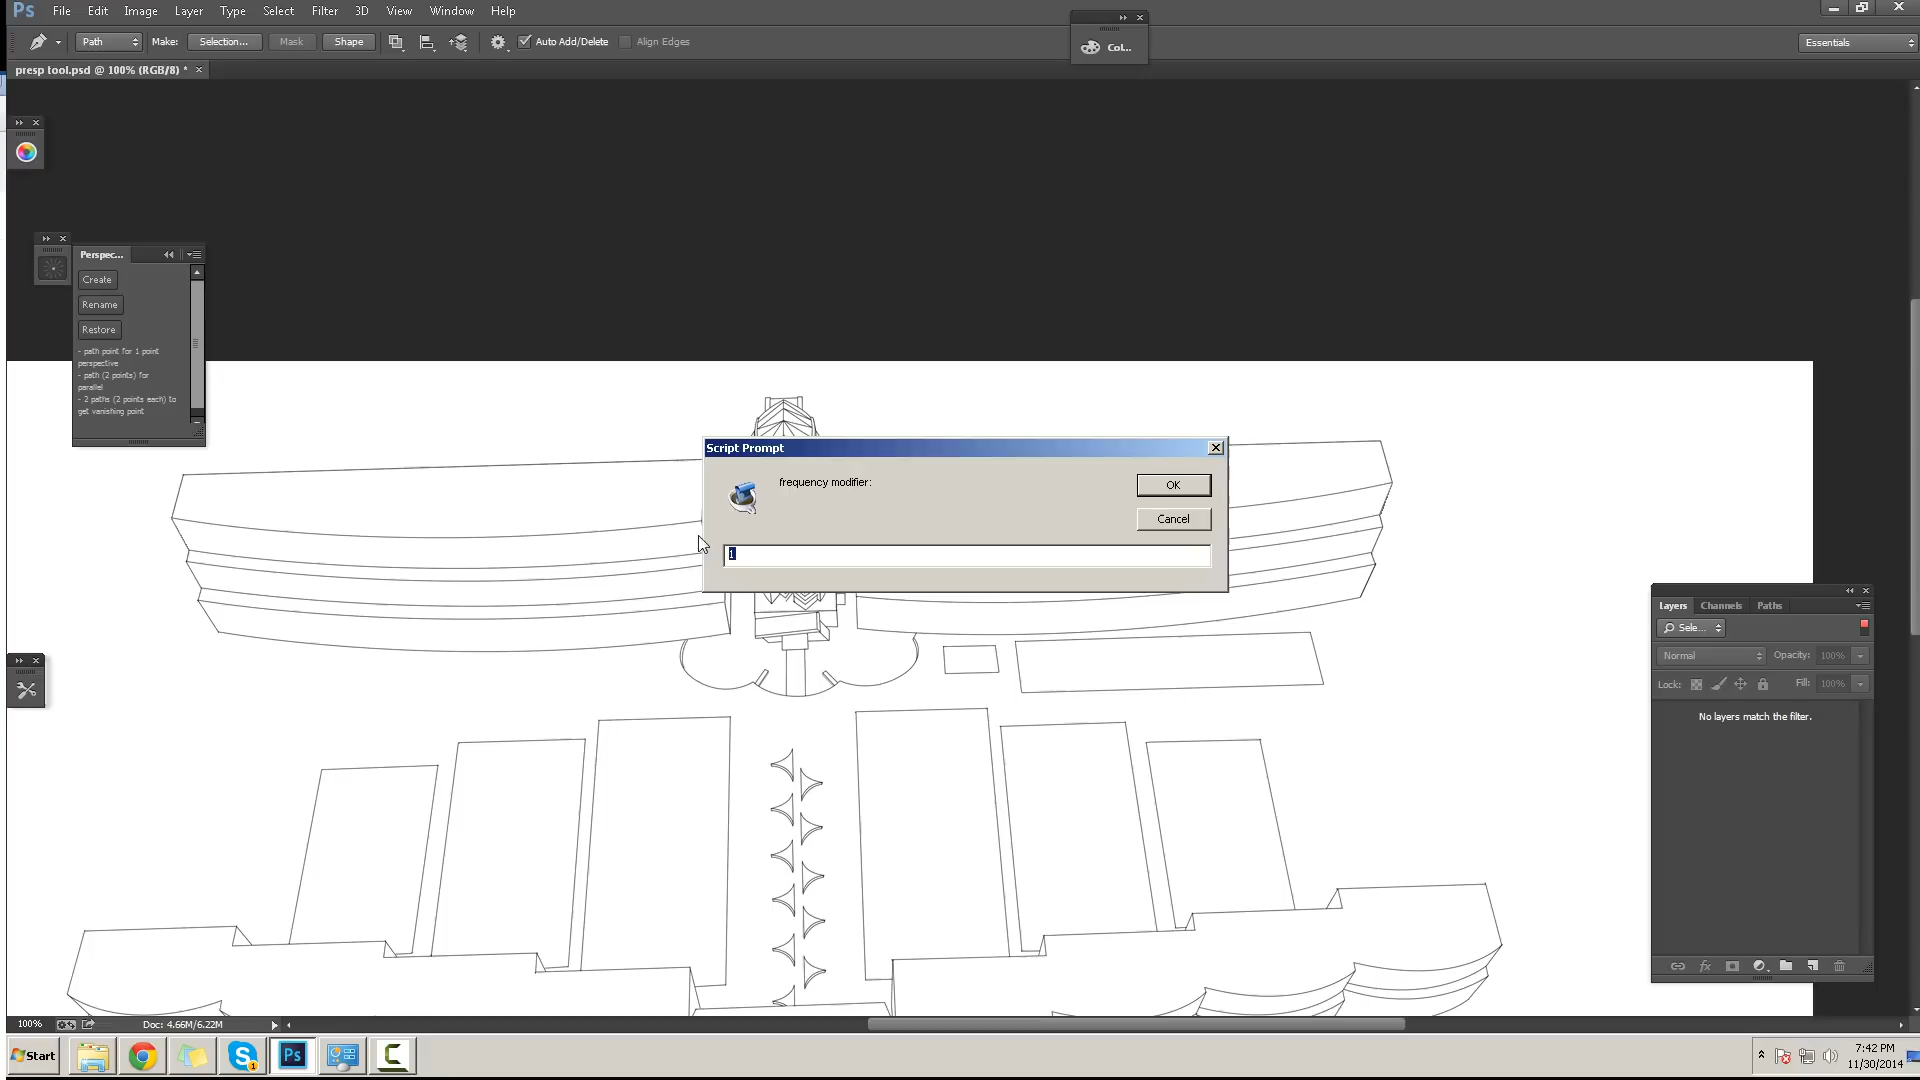 Ps File Edit Image Layer Type Select Filter 3D View Window Help
Path Make: Selection... Mask Shape Auto Add/Delete Align Edges Essentials
Col...
presp tool.psd @ 100% (RGB/8) *
Perspec...
Create
Rename
Restore
- path point for 1 point
perspective
- path (2 points) for
parallel
- 2 paths (2 points each) to
get vanishing point
Script Prompt
frequency modifier:
OK
Cancel
1
Layers Channels Paths
Sele...
Normal Opacity: 100%
Lock: Fill: 100%
No layers match the filter.
fx
100% Doc: 4.66M/6.22M
Start
Ps
1
7:42 PM
11/30/2014